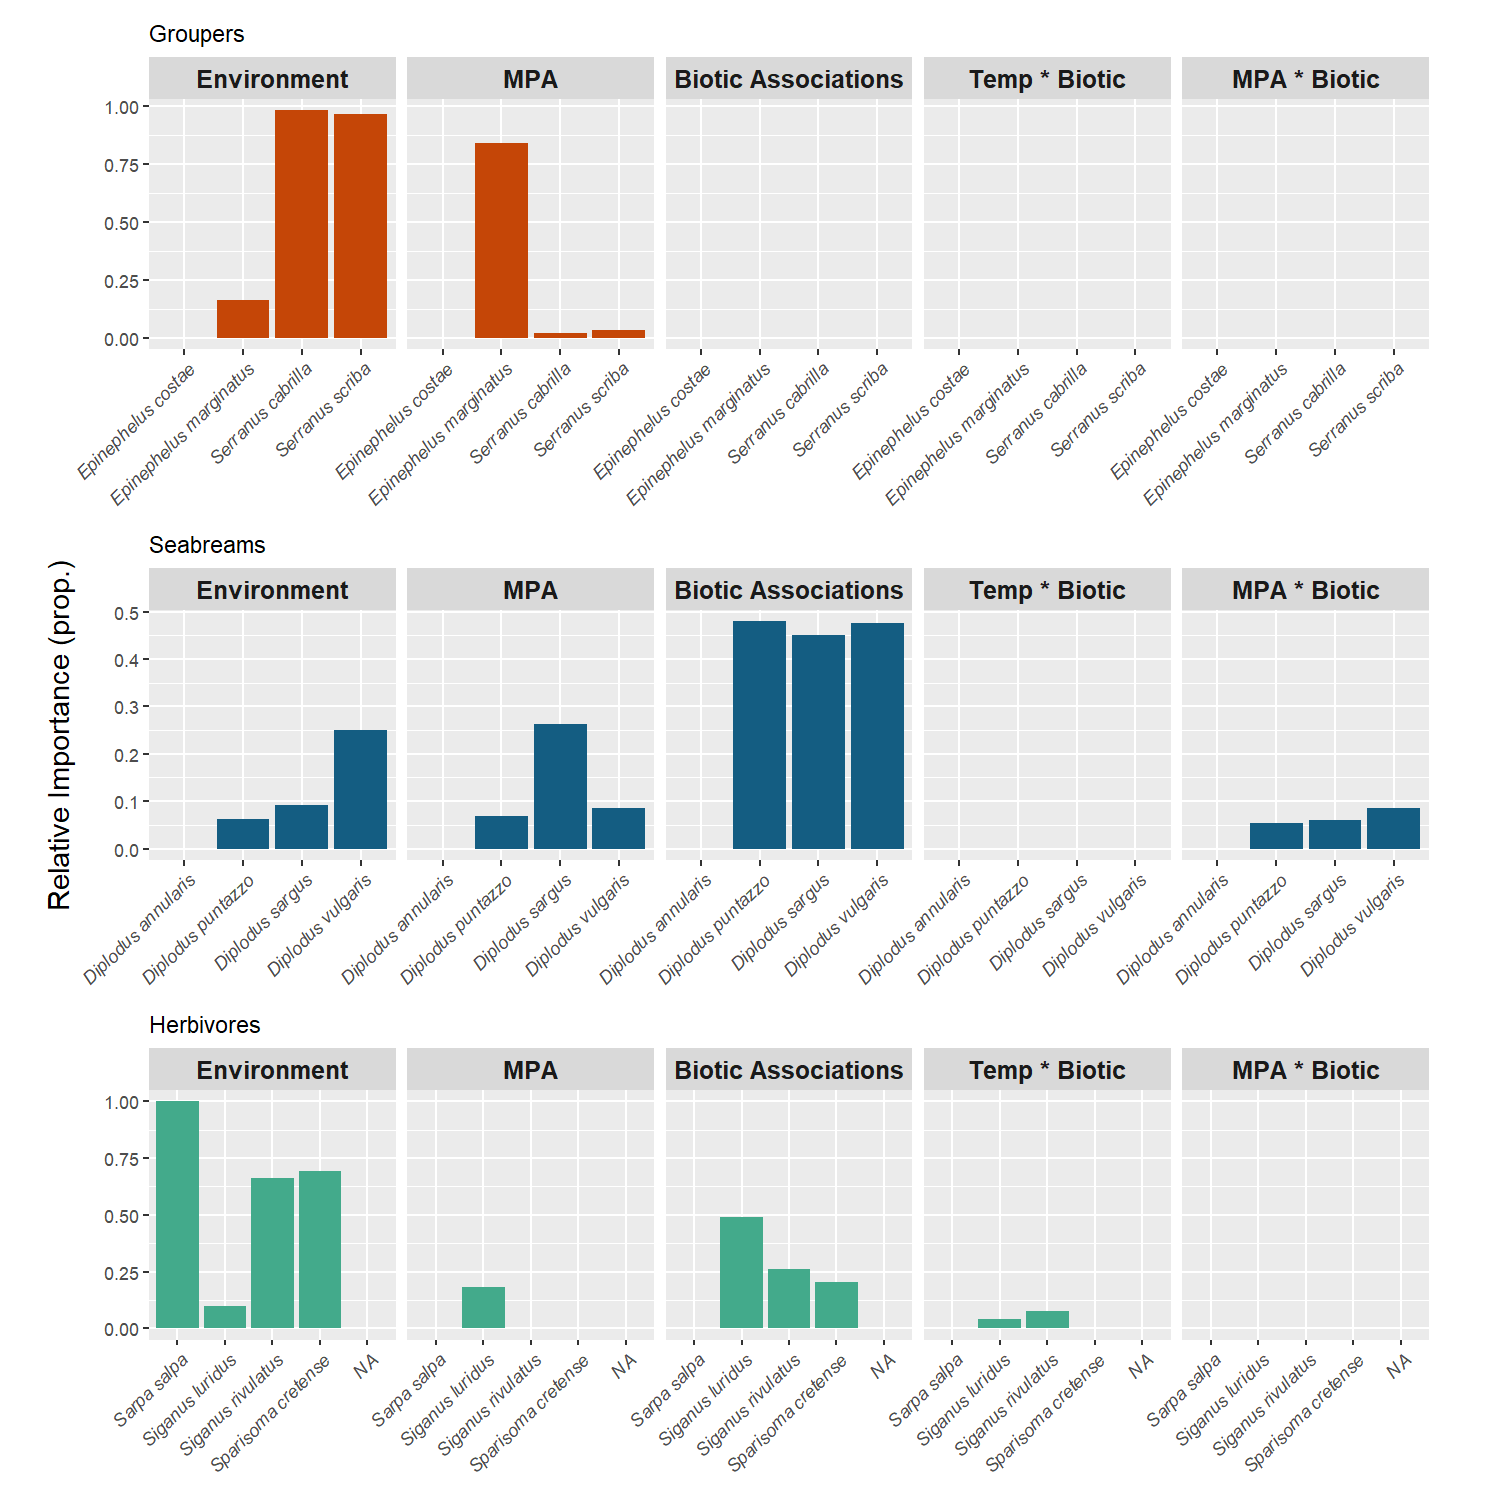 Groupers
Environment MPA Biotic Associations Temp * Biotic MPA * Biotic
1.00
0.75
0.50
0.25
0.00
Epinephelus costae Epinephelus marginatus Serranus cabrilla Serranus scriba Epinephelus costae Epinephelus marginatus Serranus cabrilla Serranus scriba Epinephelus costae Epinephelus marginatus Serranus cabrilla Serranus scriba Epinephelus costae Epinephelus marginatus Serranus cabrilla Serranus scriba Epinephelus costae Epinephelus marginatus Serranus cabrilla Serranus scriba
Relative Importance (prop.)
Seabreams
Environment MPA Biotic Associations Temp * Biotic MPA * Biotic
0.5
0.4
0.3
0.2
0.1
0.0
Diplodus annularis Diplodus puntazzo Diplodus sargus Diplodus vulgaris Diplodus annularis Diplodus puntazzo Diplodus sargus Diplodus vulgaris Diplodus annularis Diplodus puntazzo Diplodus sargus Diplodus vulgaris Diplodus annularis Diplodus puntazzo Diplodus sargus Diplodus vulgaris Diplodus annularis Diplodus puntazzo Diplodus sargus Diplodus vulgaris
Herbivores
Environment MPA Biotic Associations Temp * Biotic MPA * Biotic
1.00
0.75
0.50
0.25
0.00
Sarpa salpa Siganus luridus Siganus rivulatus Sparisoma cretense NA Sarpa salpa Siganus luridus Siganus rivulatus Sparisoma cretense NA Sarpa salpa Siganus luridus Siganus rivulatus Sparisoma cretense NA Sarpa salpa Siganus luridus Siganus rivulatus Sparisoma cretense NA Sarpa salpa Siganus luridus Siganus rivulatus Sparisoma cretense NA